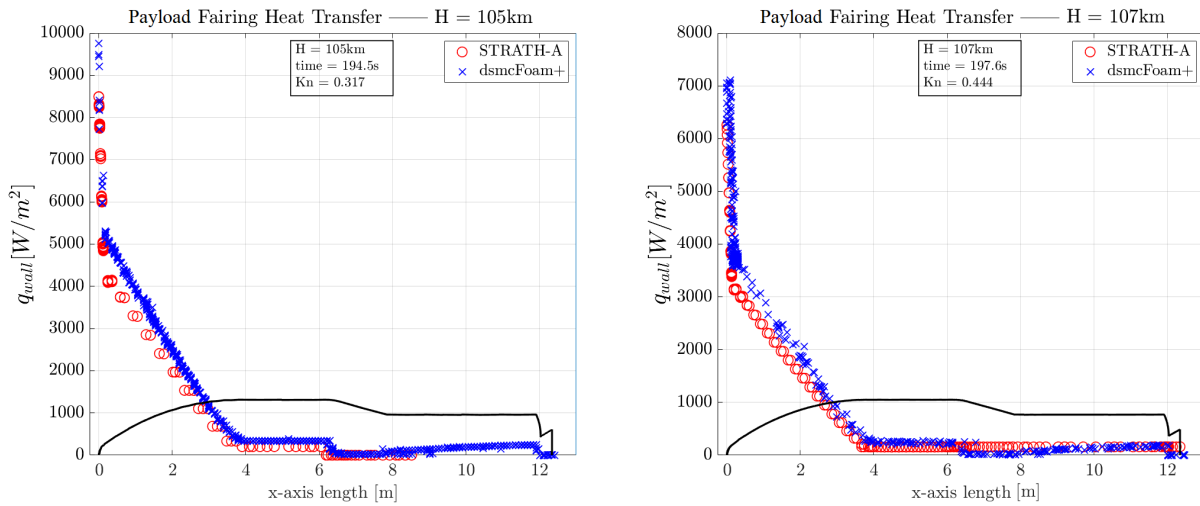 Payload Fairing Heat Transfer —— H = 105km
10000
9000
8000
7000
6000
5000
4000
3000
2000
1000
0
q_wall[W/m²]
H = 105km
time = 194.5s
Kn = 0.317
STRATH-A
dsmcFoam+
0 2 4 6 8 10 12
x-axis length [m]
Payload Fairing Heat Transfer —— H = 107km
8000
7000
6000
5000
4000
3000
2000
1000
0
q_wall[W/m²]
H = 107km
time = 197.6s
Kn = 0.444
STRATH-A
dsmcFoam+
0 2 4 6 8 10 12
x-axis length [m]